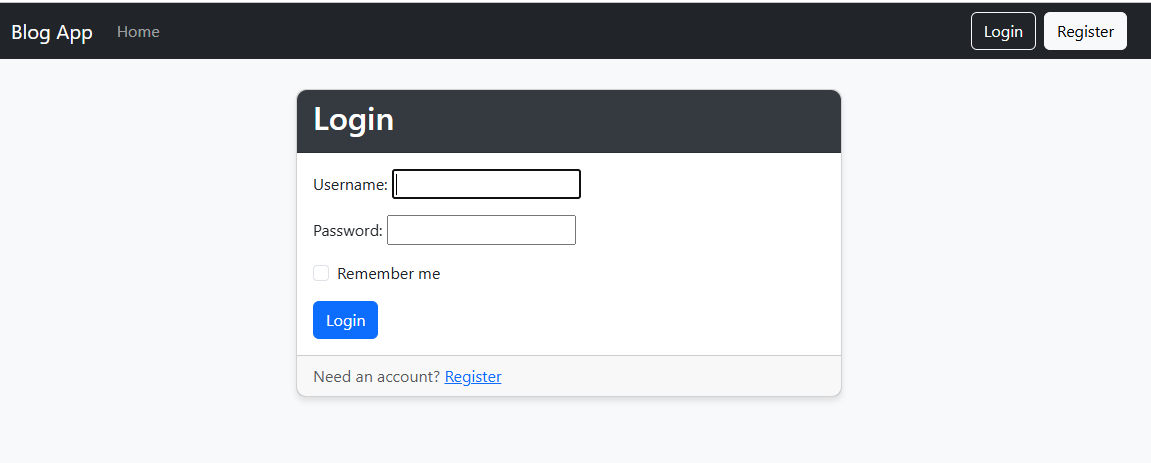 Blog App Home Login Register
Login
Username:
Password:
Remember me
Login
Need an account? Register